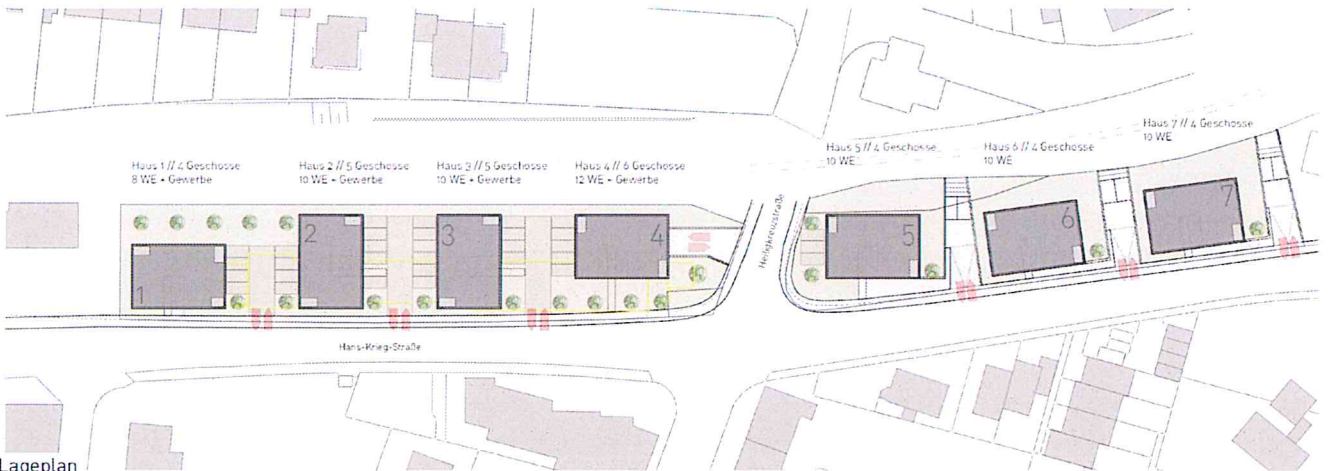 Haus 1 // 4 Geschosse
8 WE + Gewerbe
Haus 2 // 5 Geschosse
10 WE + Gewerbe
Haus 3 // 5 Geschosse
10 WE + Gewerbe
Haus 4 // 6 Geschosse
12 WE + Gewerbe
Haus 5 // 4 Geschosse
10 WE
Haus 6 // 4 Geschosse
10 WE
Haus 7 // 4 Geschosse
10 WE
1
2
3
4
5
6
7
Heiligkreuzstraße
Hans-Krieg-Straße
Lageplan